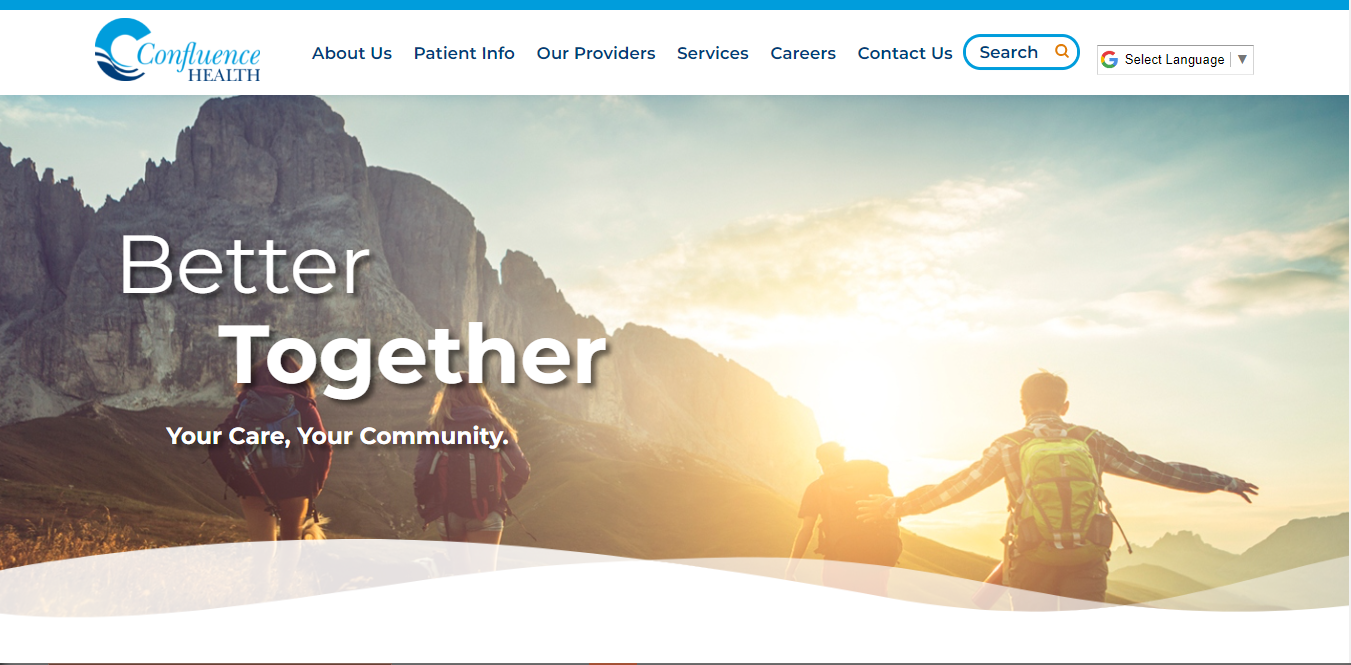 Confluence
HEALTH
About Us Patient Info Our Providers Services Careers Contact Us Search Select Language ▼
Better
Together
Your Care, Your Community.